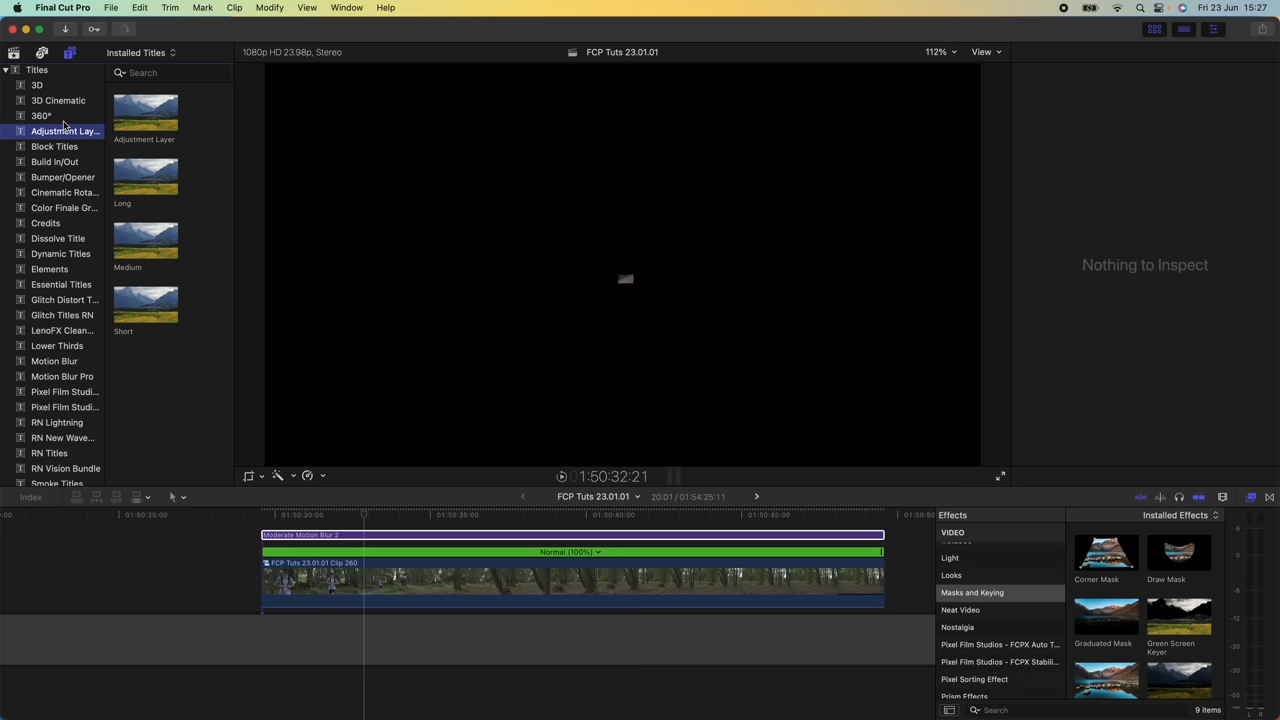 Final Cut Pro File Edit Trim Mark Clip Modify View Window Help Fri 23 Jun 15:27
Installed Titles 1080p HD 23.98p, Stereo FCP Tuts 23.01.01 112% View
Titles
Search
3D
3D Cinematic
360°
Adjustment Lay...
Block Titles
Build In/Out
Bumper/Opener
Cinematic Rota...
Color Finale Gr...
Credits
Dissolve Title
Dynamic Titles
Elements
Essential Titles
Glitch Distort T...
Glitch Titles RN
LenoFX Clean...
Lower Thirds
Motion Blur
Motion Blur Pro
Pixel Film Studi...
Pixel Film Studi...
RN Lightning
RN New Wave...
RN Titles
RN Vision Bundle
Smoke Titles
Adjustment Layer
Long
Medium
Short
Nothing to Inspect
1:50:32:21
Index FCP Tuts 23.01.01 20:01 / 01:54:25:11
:00 01:50:25:00 01:50:30:00 01:50:35:00 01:50:40:00 01:50:45:00 01:50:50
Moderate Motion Blur 2
Normal (100%)
FCP Tuts 23.01.01 Clip 260
Effects Installed Effects
VIDEO
Light
Looks
Masks and Keying
Neat Video
Nostalgia
Pixel Film Studios - FCPX Auto T...
Pixel Film Studios - FCPX Stabili...
Pixel Sorting Effect
Prism Effects
Corner Mask
Draw Mask
Graduated Mask
Green Screen
Keyer
Search 9 items
6
0
-6
-12
-20
-30
-50
-∞
L R